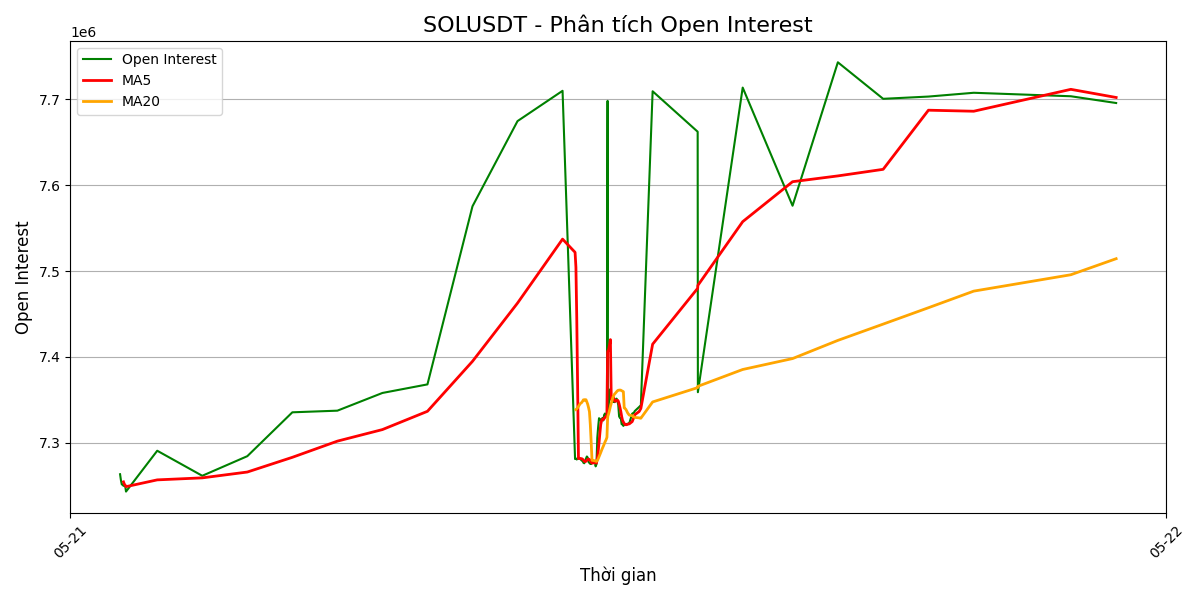 SOLUSDT - Phân tích Open Interest
1e6
Open Interest
MA5
MA20
7.7
7.6
7.5
7.4
7.3
Open Interest
05-21
05-22
Thời gian